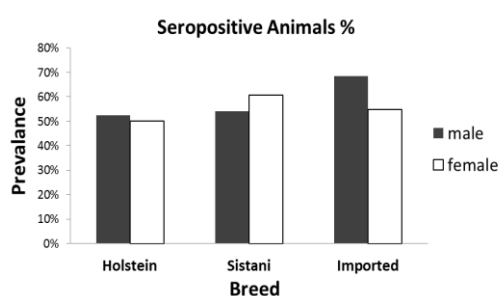 Seropositive Animals %
80%
70%
60%
50%
40%
30%
20%
10%
0%
Prevalance
Holstein Sistani Imported
Breed
male
female